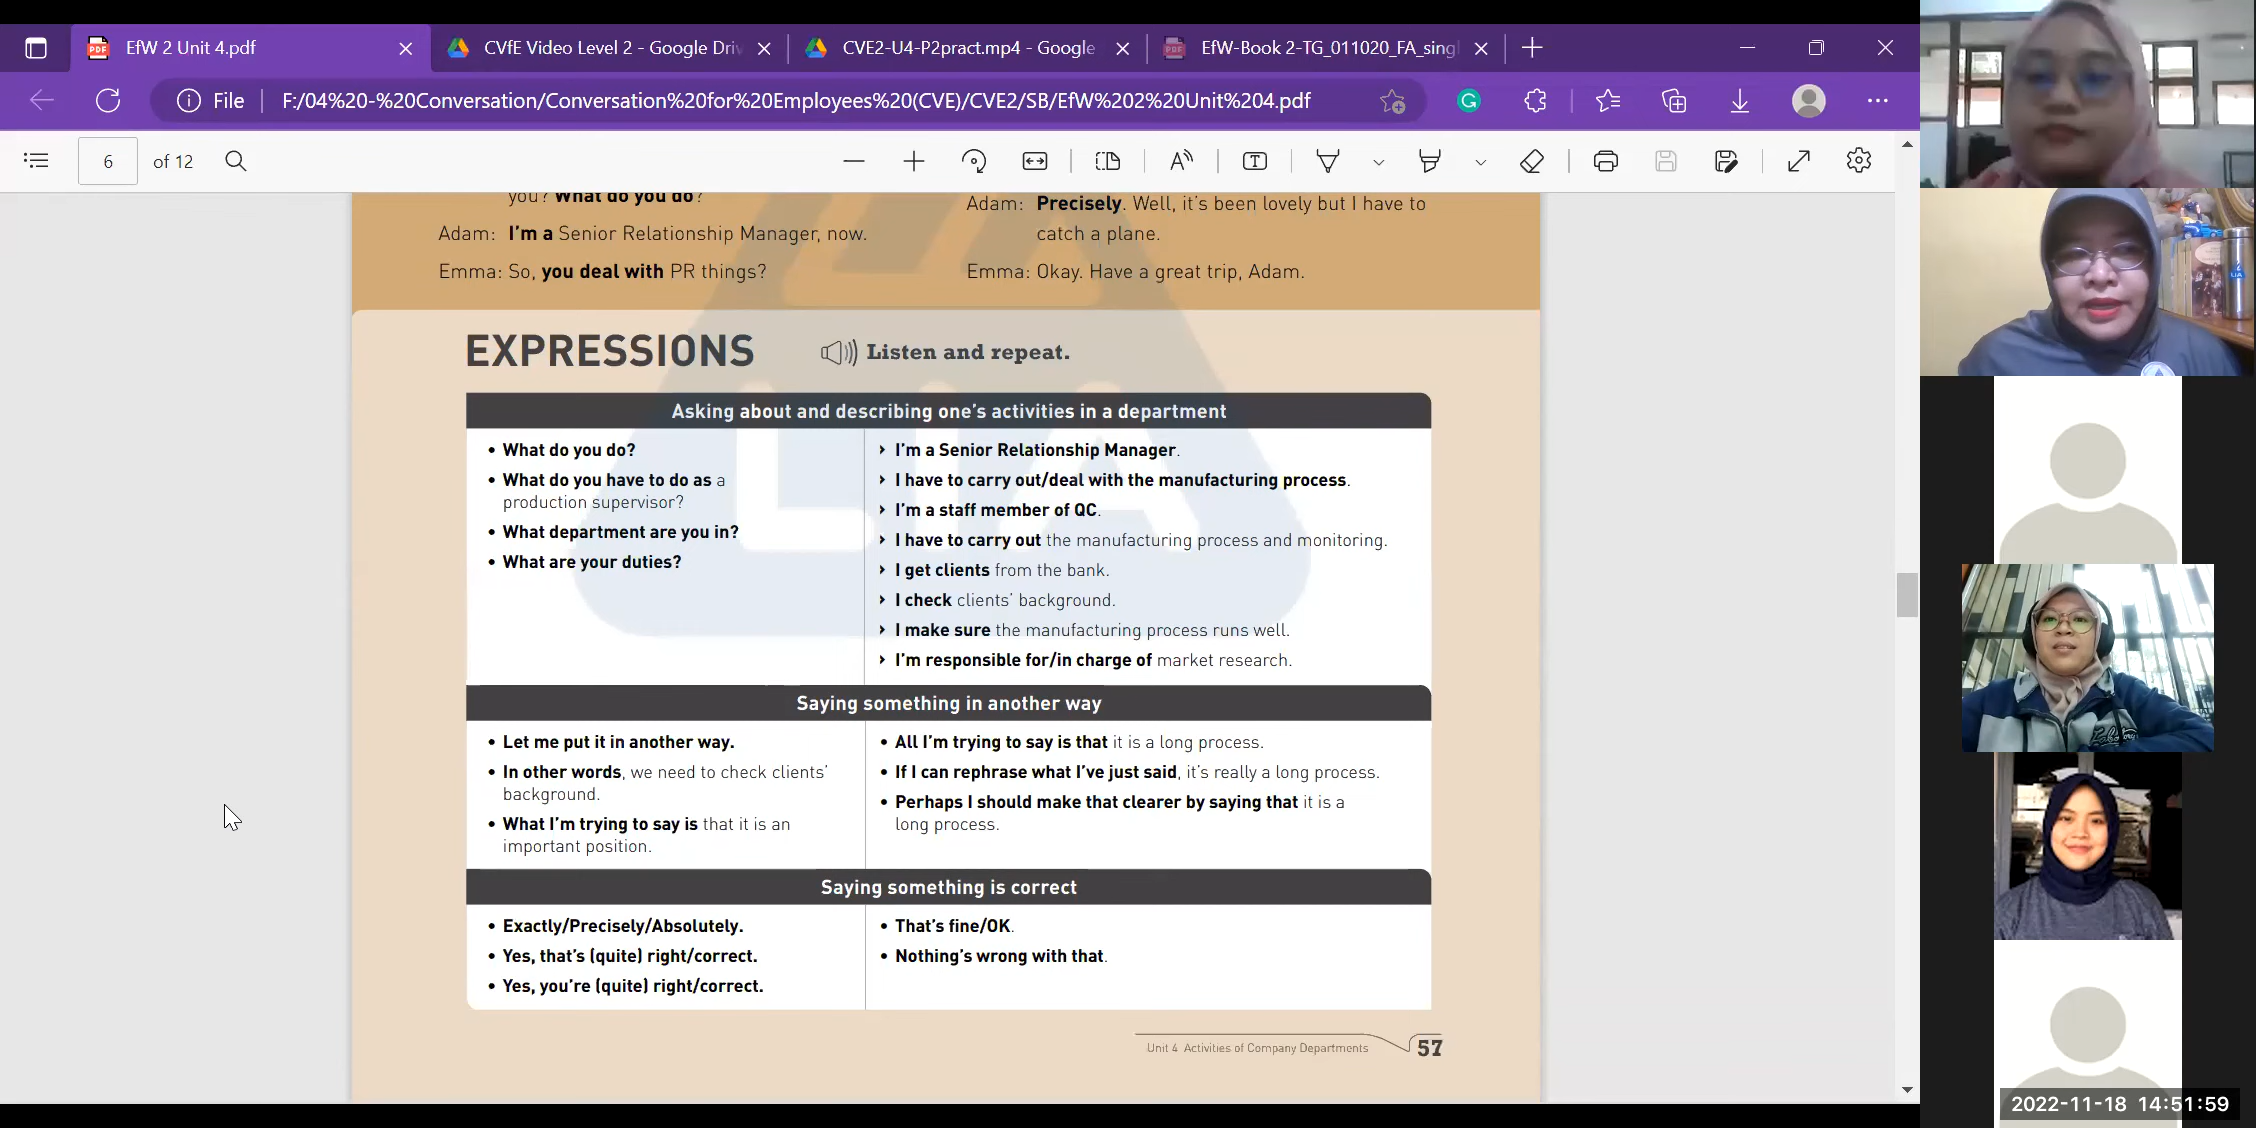 EfW 2 Unit 4.pdf
CVfE Video Level 2 - Google Driv
CVE2-U4-P2pract.mp4 - Google
EfW-Book 2-TG_011020_FA_singl
File
F:/04%20-%20Conversation/Conversation%20for%20Employees%20(CVE)/CVE2/SB/EfW%202%20Unit%204.pdf
6 of 12
you? What do you do?
Adam: I'm a Senior Relationship Manager, now.
Emma: So, you deal with PR things?
Adam: Precisely. Well, it's been lovely but I have to
catch a plane.
Emma: Okay. Have a great trip, Adam.
EXPRESSIONS
Listen and repeat.
Asking about and describing one's activities in a department
• What do you do?
• What do you have to do as a
production supervisor?
• What department are you in?
• What are your duties?
› I'm a Senior Relationship Manager.
› I have to carry out/deal with the manufacturing process.
› I'm a staff member of QC.
› I have to carry out the manufacturing process and monitoring.
› I get clients from the bank.
› I check clients' background.
› I make sure the manufacturing process runs well.
› I'm responsible for/in charge of market research.
Saying something in another way
• Let me put it in another way.
• In other words, we need to check clients'
background.
• What I'm trying to say is that it is an
important position.
• All I'm trying to say is that it is a long process.
• If I can rephrase what I've just said, it's really a long process.
• Perhaps I should make that clearer by saying that it is a
long process.
Saying something is correct
• Exactly/Precisely/Absolutely.
• Yes, that's (quite) right/correct.
• Yes, you're (quite) right/correct.
• That's fine/OK.
• Nothing's wrong with that.
Unit 4 Activities of Company Departments 57
LIA
2022-11-18 14:51:59